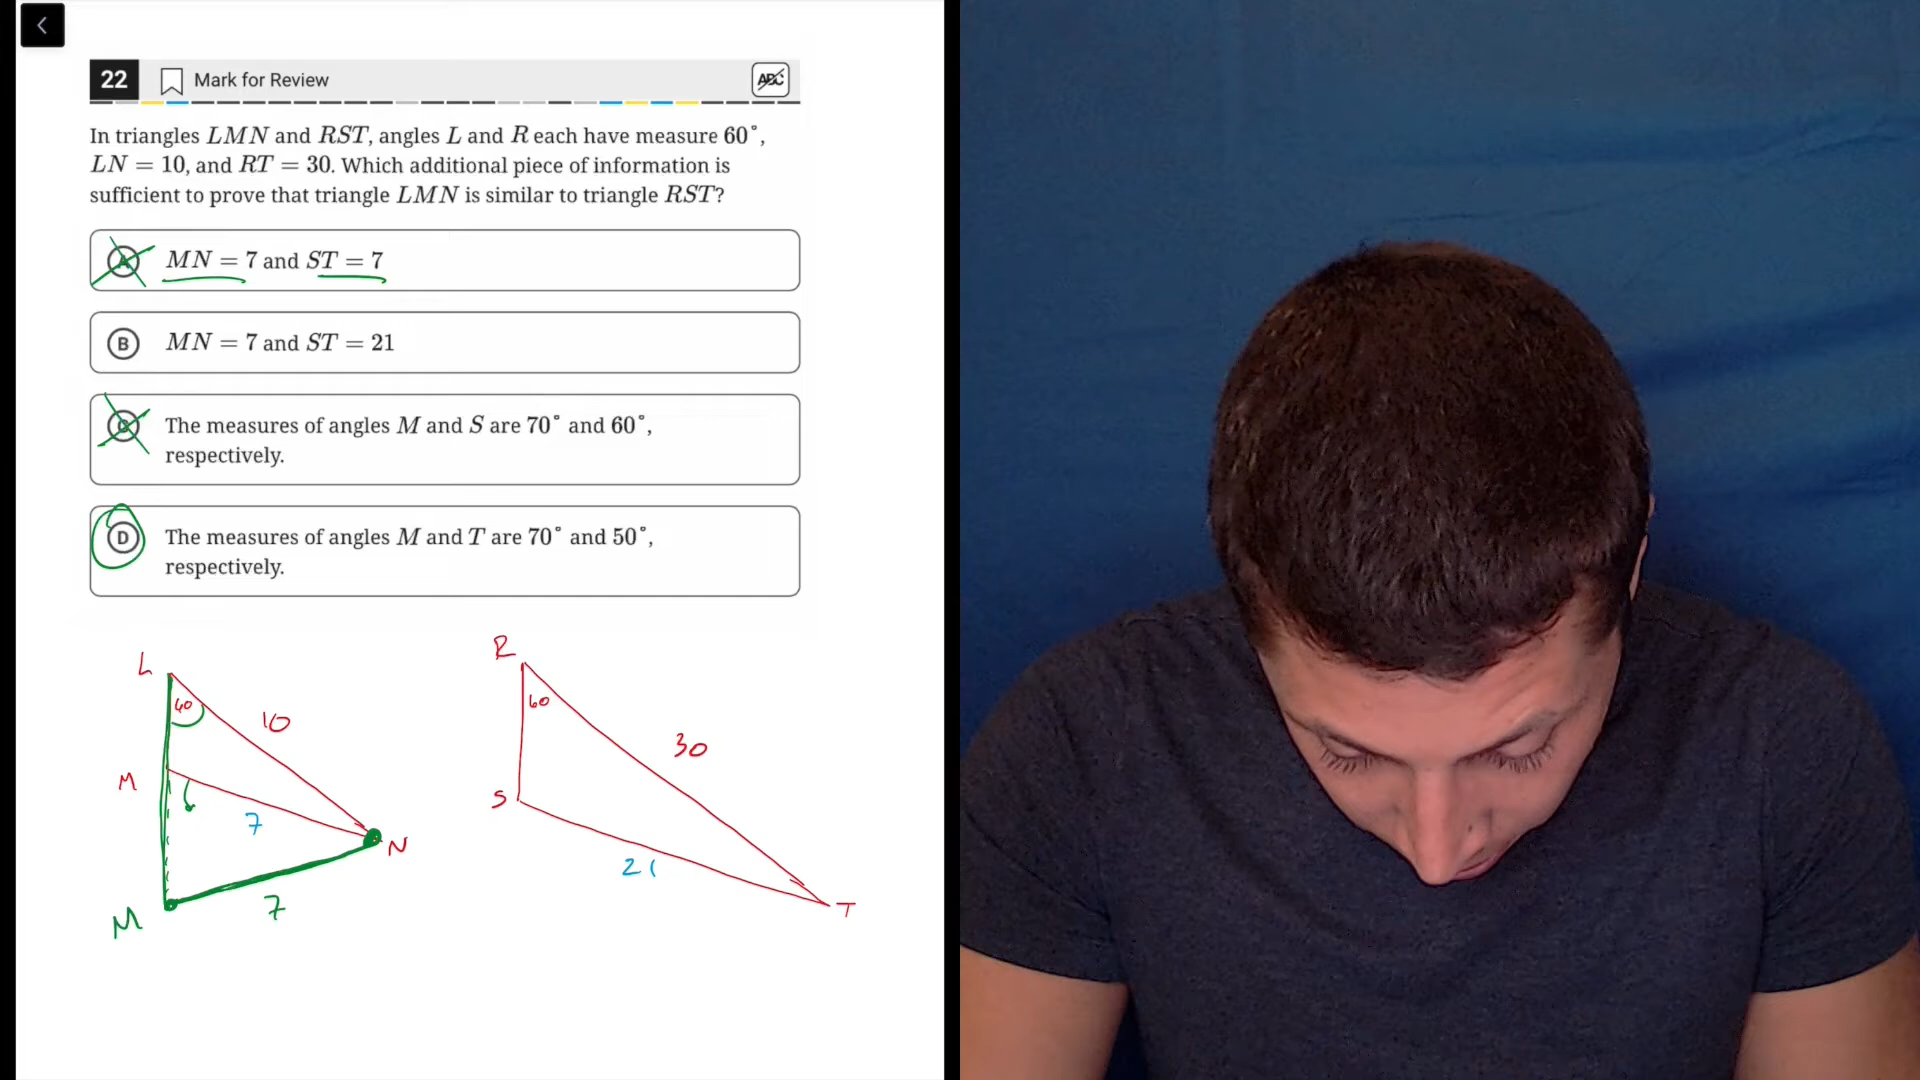 22 Mark for Review ABC
In triangles LMN and RST, angles L and R each have measure 60°,
LN = 10, and RT = 30. Which additional piece of information is
sufficient to prove that triangle LMN is similar to triangle RST?
A MN = 7 and ST = 7
B MN = 7 and ST = 21
C The measures of angles M and S are 70° and 60°,
respectively.
D The measures of angles M and T are 70° and 50°,
respectively.
L
60
10
M
7
N
M
7
R
60
30
S
21
T